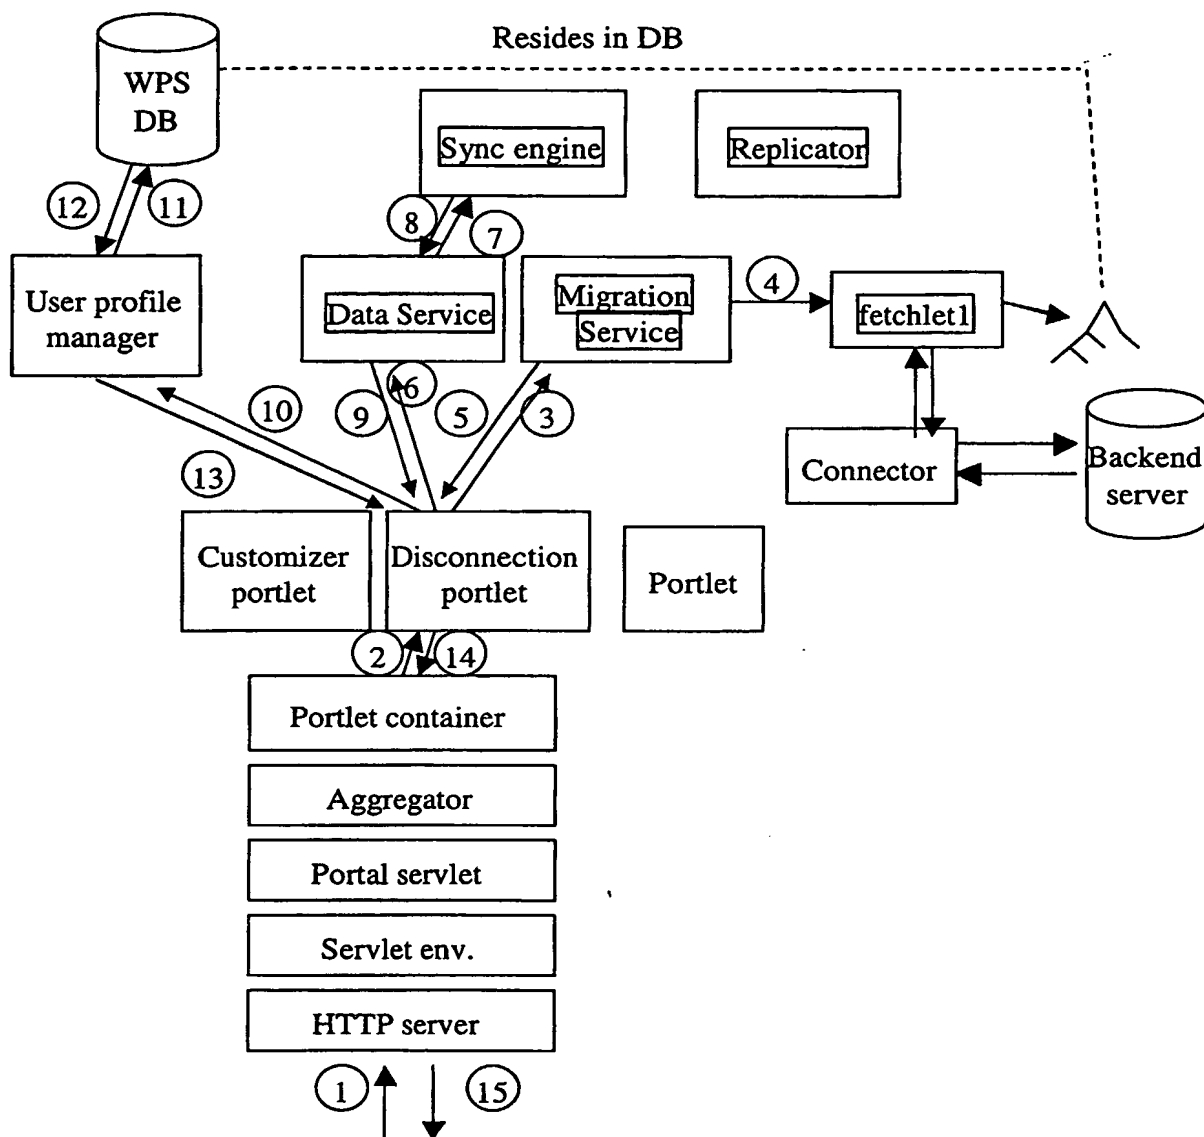 Resides in DB
WPS
DB
Sync engine
Replicator
12
11
8
7
User profile
manager
Data Service
Migration
Service
4
fetchlet1
10
9
6
5
3
13
Connector
Backend
server
Customizer
portlet
Disconnection
portlet
Portlet
2
14
Portlet container
Aggregator
Portal servlet
Servlet env.
HTTP server
1
15